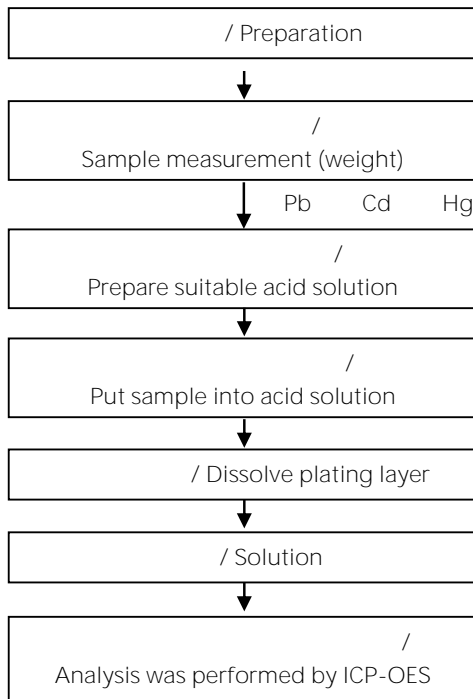 / Preparation
/
Sample measurement (weight)
Pb Cd Hg
/
Prepare suitable acid solution
/
Put sample into acid solution
/ Dissolve plating layer
/ Solution
/
Analysis was performed by ICP-OES